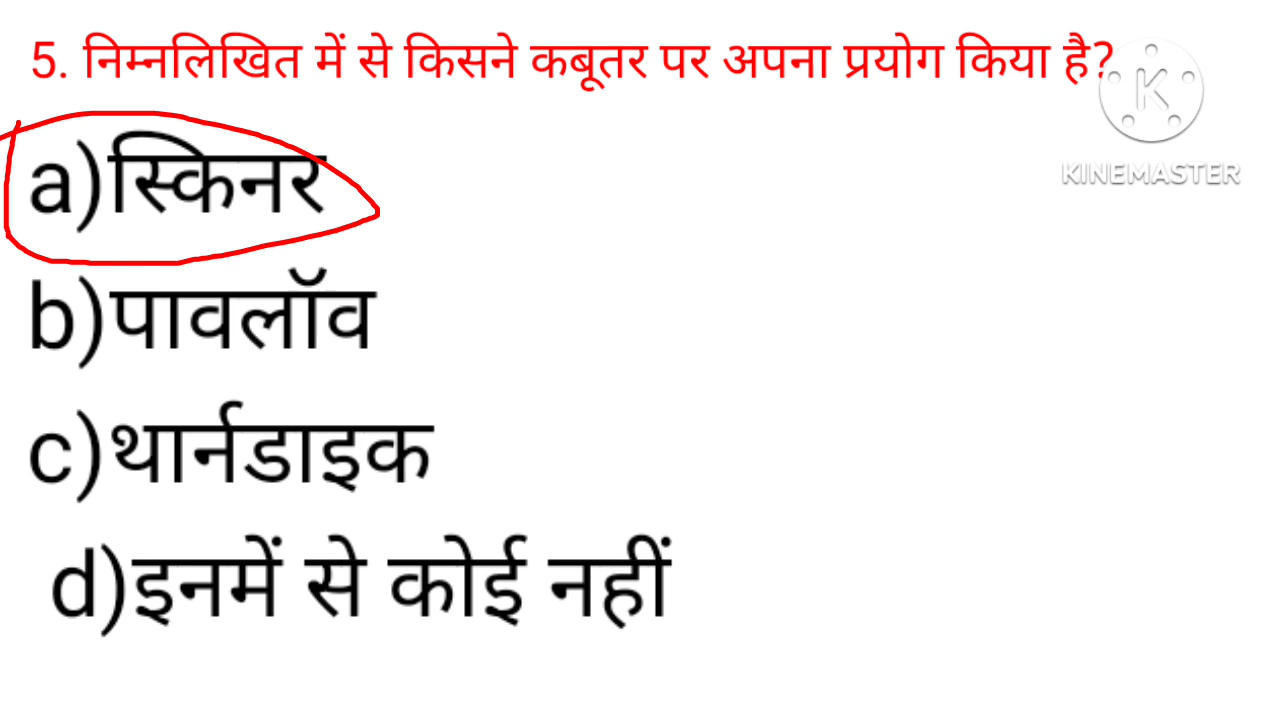 5. निम्नलिखित में से किसने कबूतर पर अपना प्रयोग किया है?
K
KINEMASTER
a)स्किनर
b)पावलॉव
c)थार्नडाइक
d)इनमें से कोई नहीं